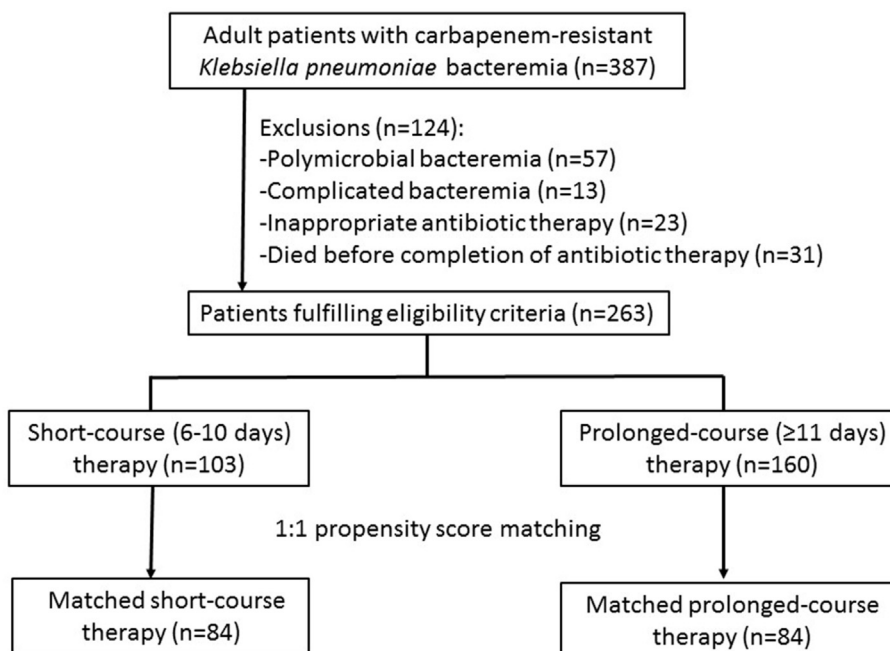 Adult patients with carbapenem-resistant
Klebsiella pneumoniae bacteremia (n=387)
Exclusions (n=124):
-Polymicrobial bacteremia (n=57)
-Complicated bacteremia (n=13)
-Inappropriate antibiotic therapy (n=23)
-Died before completion of antibiotic therapy (n=31)
Patients fulfilling eligibility criteria (n=263)
Short-course (6-10 days)
therapy (n=103)
Prolonged-course (≥11 days)
therapy (n=160)
1:1 propensity score matching
Matched short-course
therapy (n=84)
Matched prolonged-course
therapy (n=84)